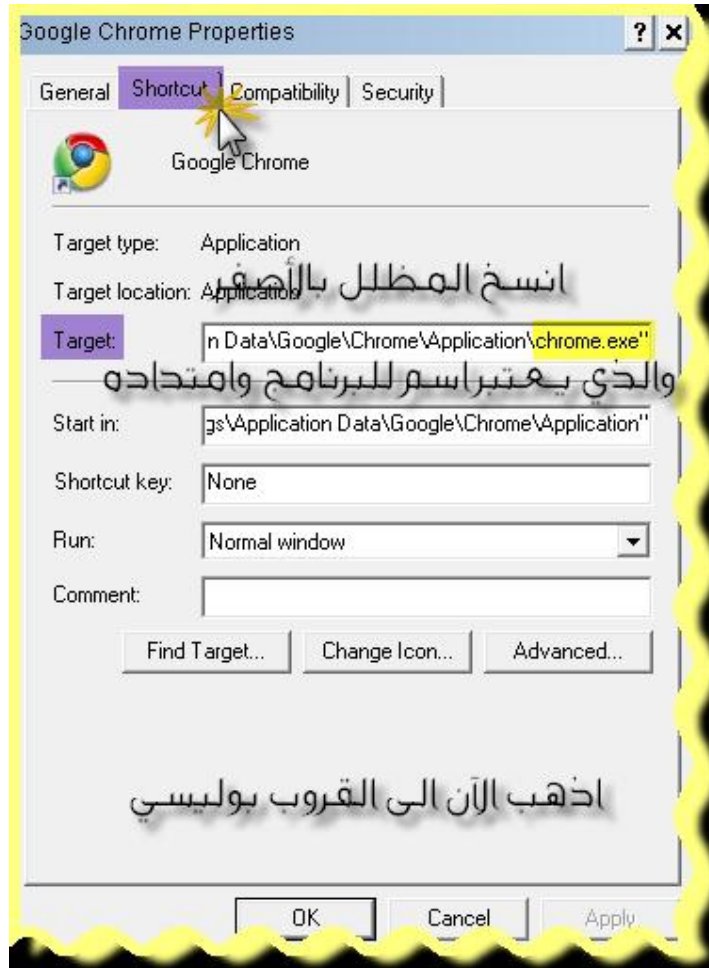 Google Chrome Properties
General Shortcut Compatibility Security
Google Chrome
Target type: Application
انسخ المظلل بالأصفر
Target location: Application
Target: n Data\Google\Chrome\Application\chrome.exe"
والذي يعتبر اسم للبرنامج وامتداده
Start in: gs\Application Data\Google\Chrome\Application"
Shortcut key: None
Run: Normal window
Comment:
Find Target... Change Icon... Advanced...
اذهب الآن الى القروب بوليسي
OK Cancel Apply